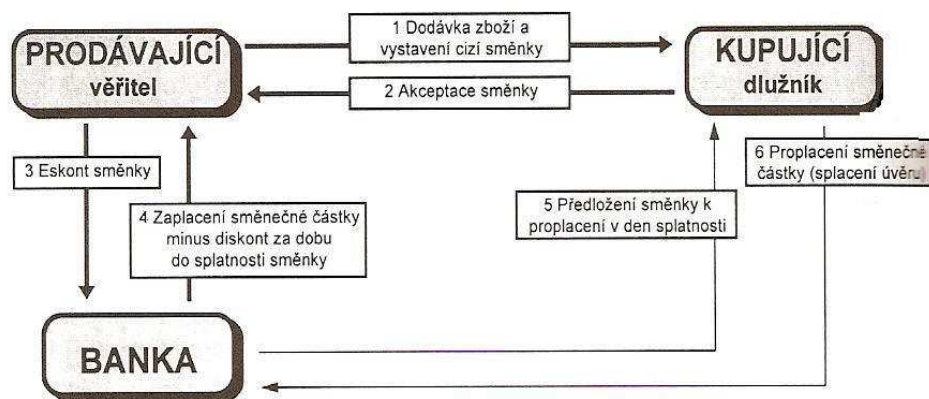 PRODÁVAJÍCÍ
věřitel
1 Dodávka zboží a
vystavení cizí směnky
2 Akceptace směnky
KUPUJÍCÍ
dlužník
3 Eskont směnky
4 Zaplacení směnečné částky
minus diskont za dobu
do splatnosti směnky
5 Předložení směnky k
proplacení v den splatnosti
6 Proplacení směnečné
částky (splacení úvěru)
BANKA